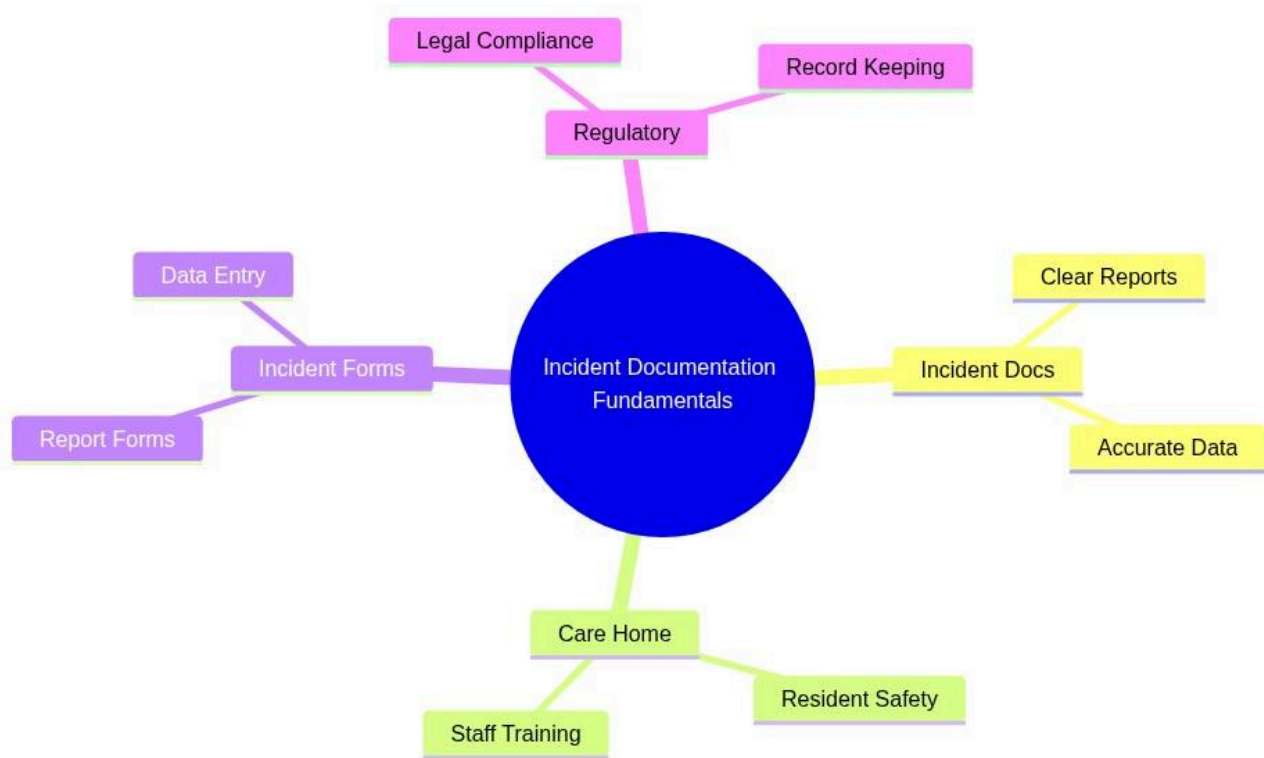 Legal Compliance
Record Keeping
Regulatory
Data Entry
Clear Reports
Incident Forms
Incident Documentation
Fundamentals
Incident Docs
Report Forms
Accurate Data
Care Home
Resident Safety
Staff Training